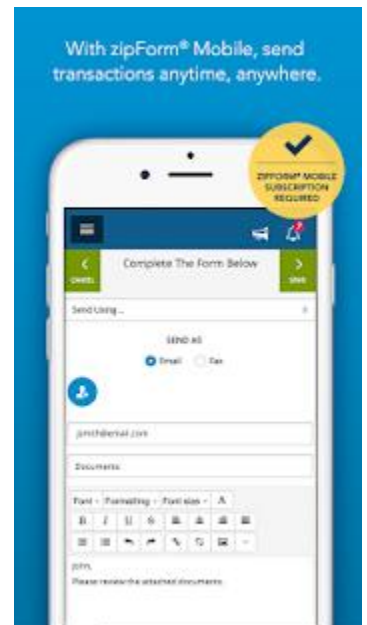 With zipForm® Mobile, send
transactions anytime, anywhere.
ZIPFORM® MOBILE
SUBSCRIPTION
REQUIRED
Complete The Form Below
CANCEL
SEND
Send Using ...
SEND AS
Email Fax
jsmith@email.com
Documents
Font Formatting Font size A
B I U S
John,
Please review the attached documents.